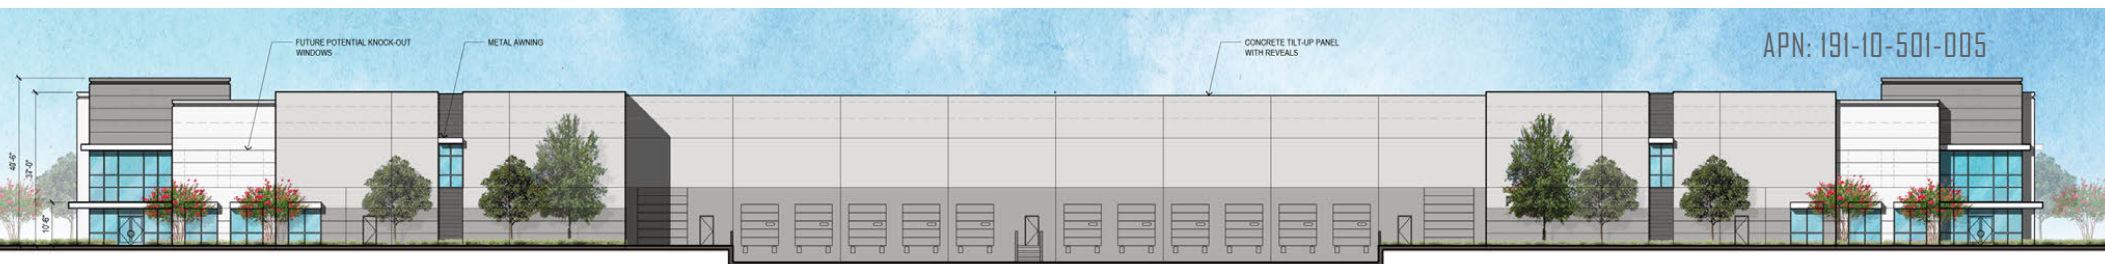 FUTURE POTENTIAL KNOCK-OUT
WINDOWS
METAL AWNING
CONCRETE TILT-UP PANEL
WITH REVEALS
APN: 191-10-501-005
40'-6"
37'-0"
10'-6"